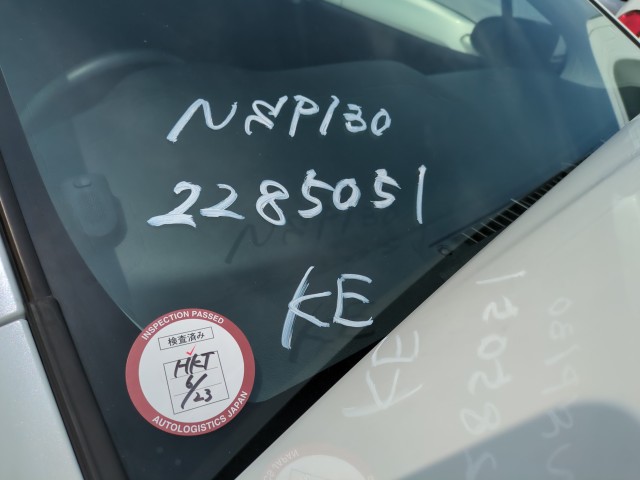 NSP130
2285051
KE
INSPECTION PASSED
検査済み
HKT
6/23
AUTOLOGISTICS JAPAN